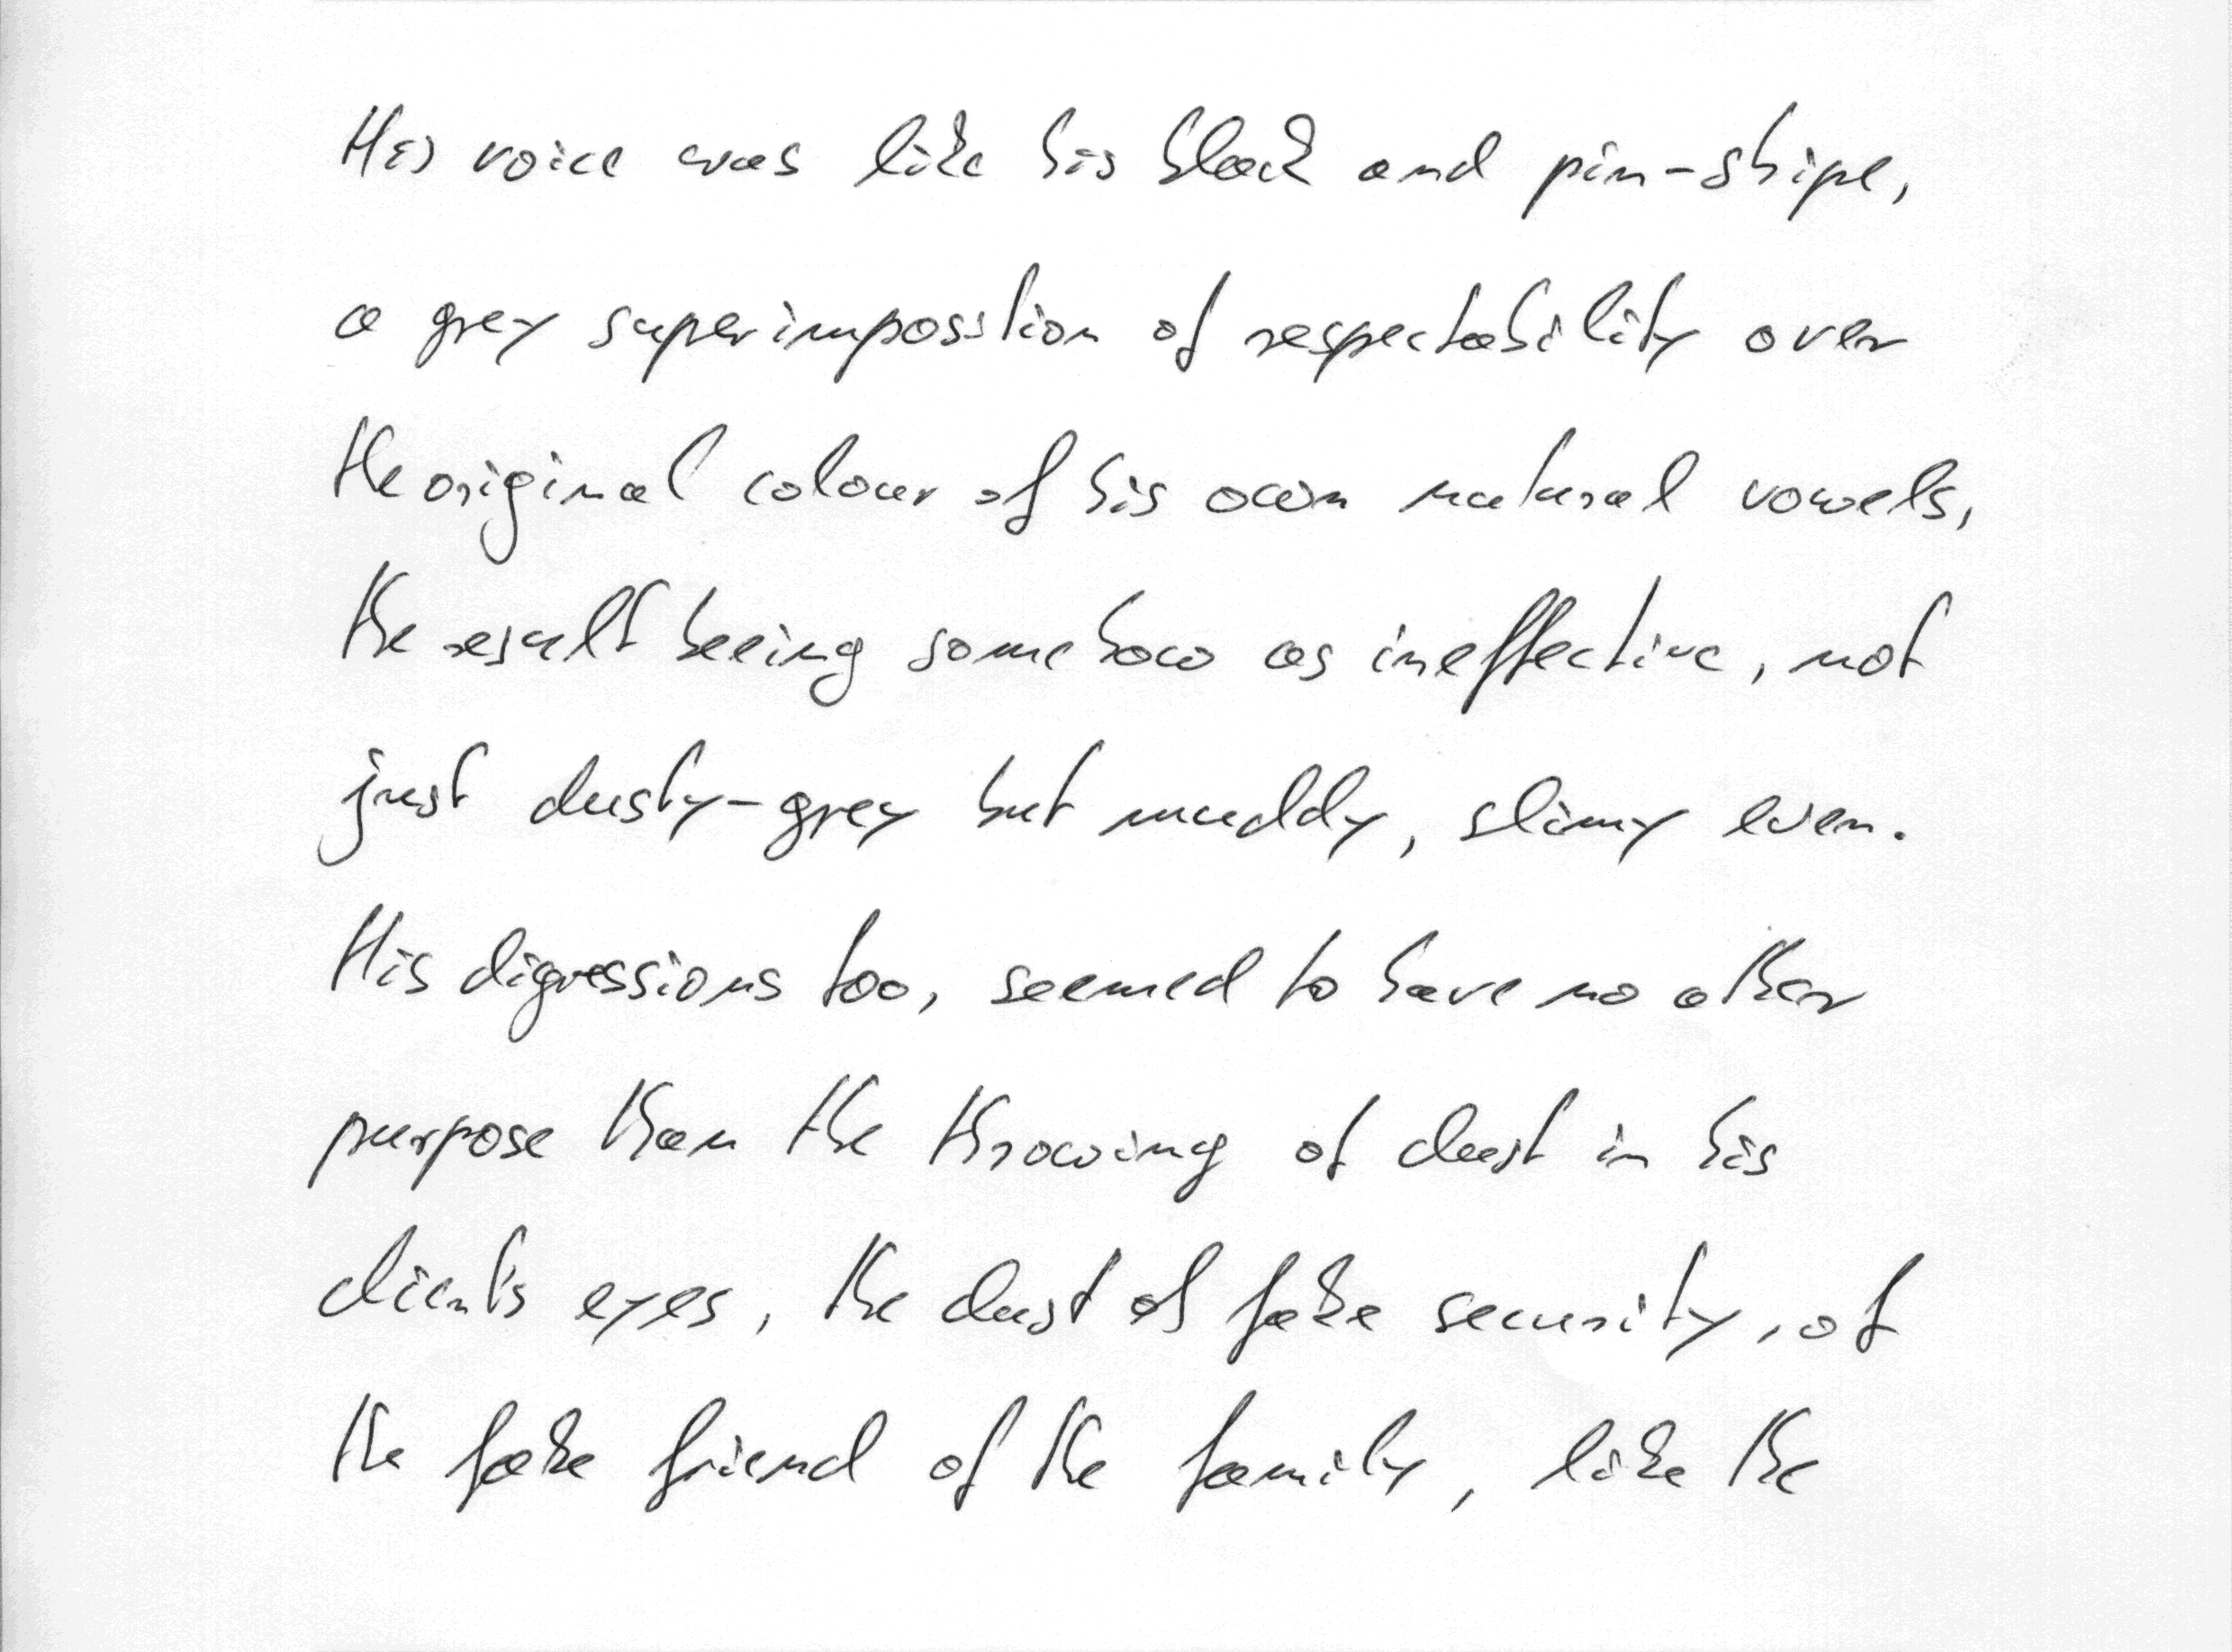 His voice was like his black and pin-stripe,
a grey superimposition of respectability over
the original colour of his own natural vowels,
the result beeing somehow as ineffective, not
just dusty-grey but muddy, slimy even.
His digressions too, seemed to have no other
purpose than the throwing of dust in his
client's eyes, the dust of fake security, of
the fake friend of the family, like the